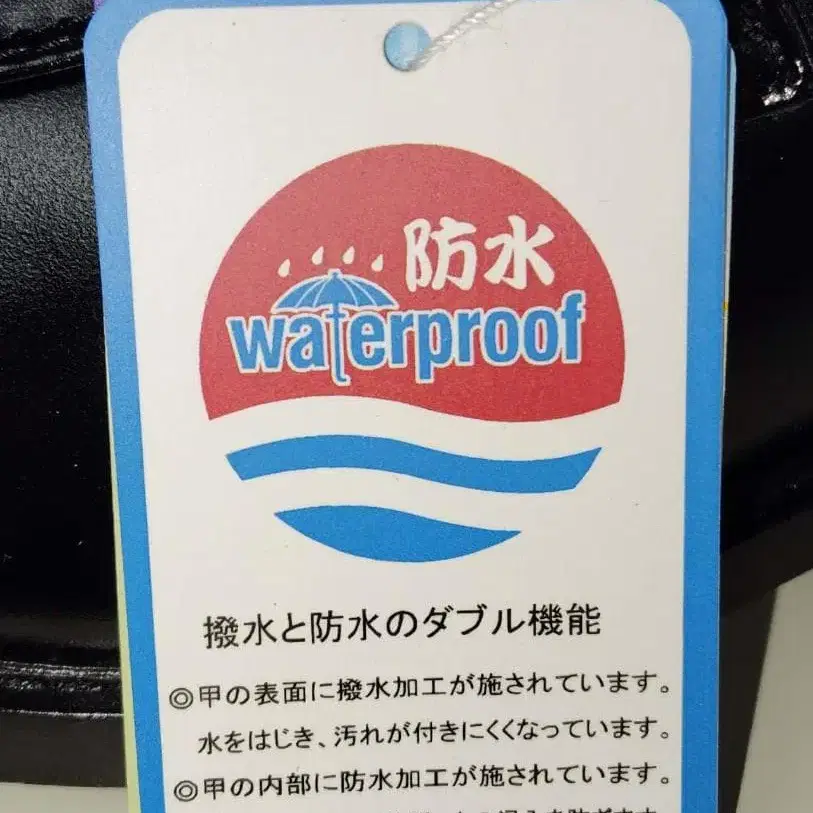 防水
waterproof
撥水と防水のダブル機能
◎甲の表面に撥水加工が施されています。
水をはじき、汚れが付きにくくなっています。
◎甲の内部に防水加工が施されています。